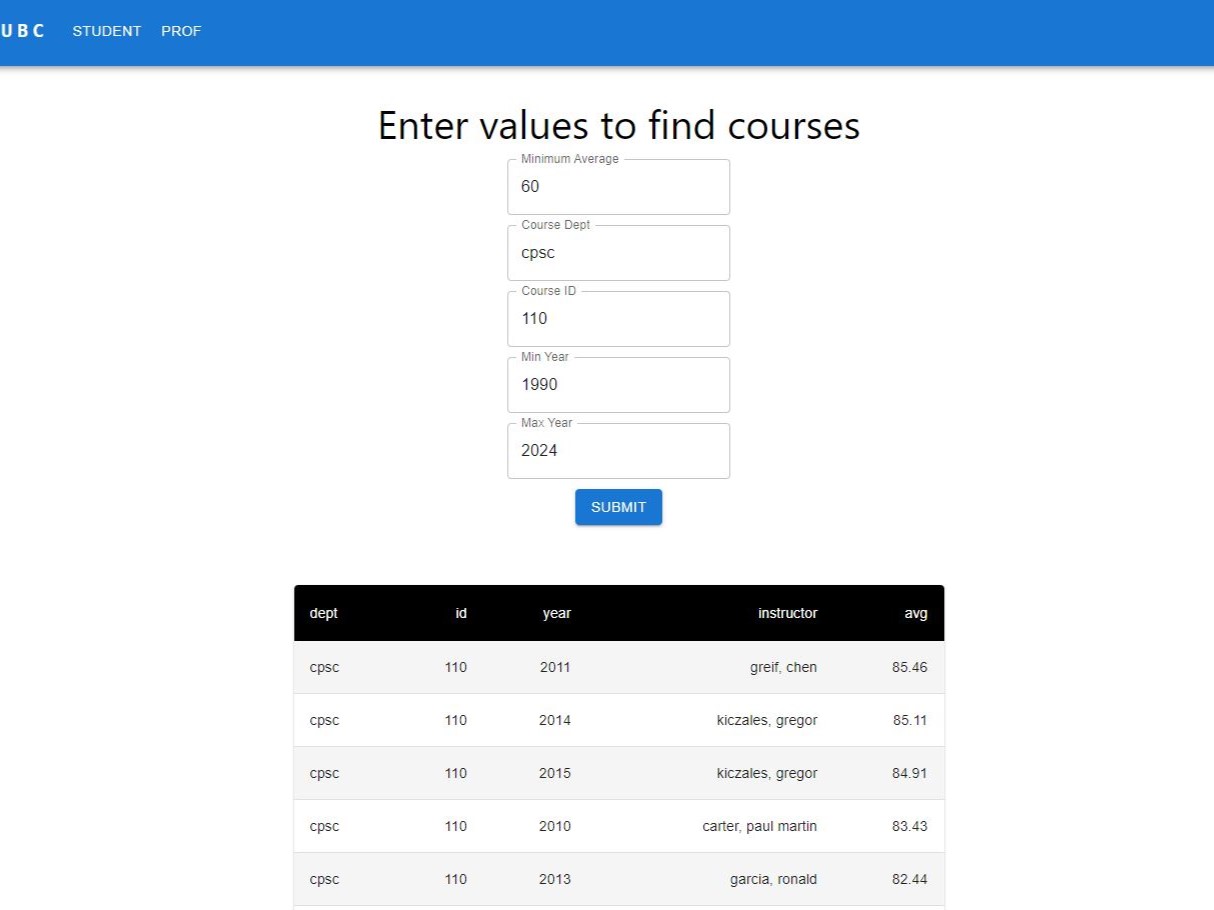 UBC STUDENT PROF
Enter values to find courses
Minimum Average
60
Course Dept
cpsc
Course ID
110
Min Year
1990
Max Year
2024
SUBMIT
dept id year instructor avg
cpsc 110 2011 greif, chen 85.46
cpsc 110 2014 kiczales, gregor 85.11
cpsc 110 2015 kiczales, gregor 84.91
cpsc 110 2010 carter, paul martin 83.43
cpsc 110 2013 garcia, ronald 82.44